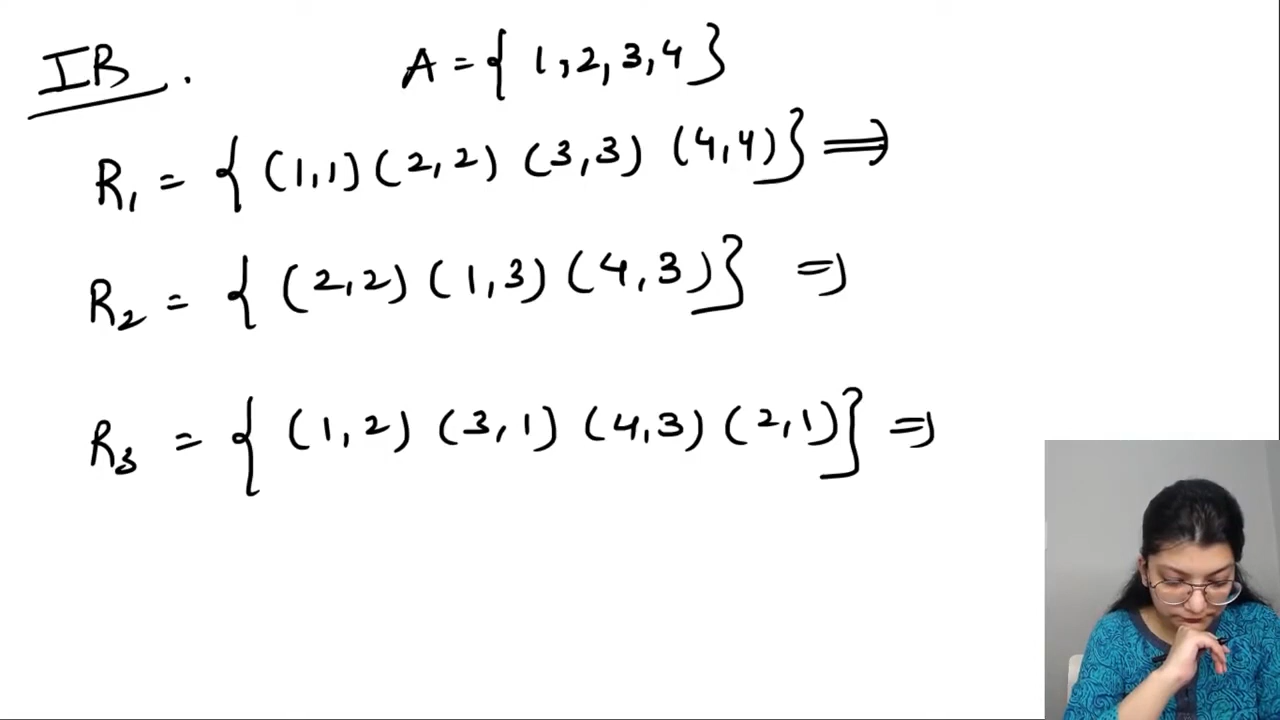 IR.
A = { 1, 2, 3, 4 }
R₁ = { (1,1) (2,2) (3,3) (4,4) } ⇒
R₂ = { (2,2) (1,3) (4,3) } ⇒
R₃ = { (1,2) (3,1) (4,3) (2,1) } ⇒